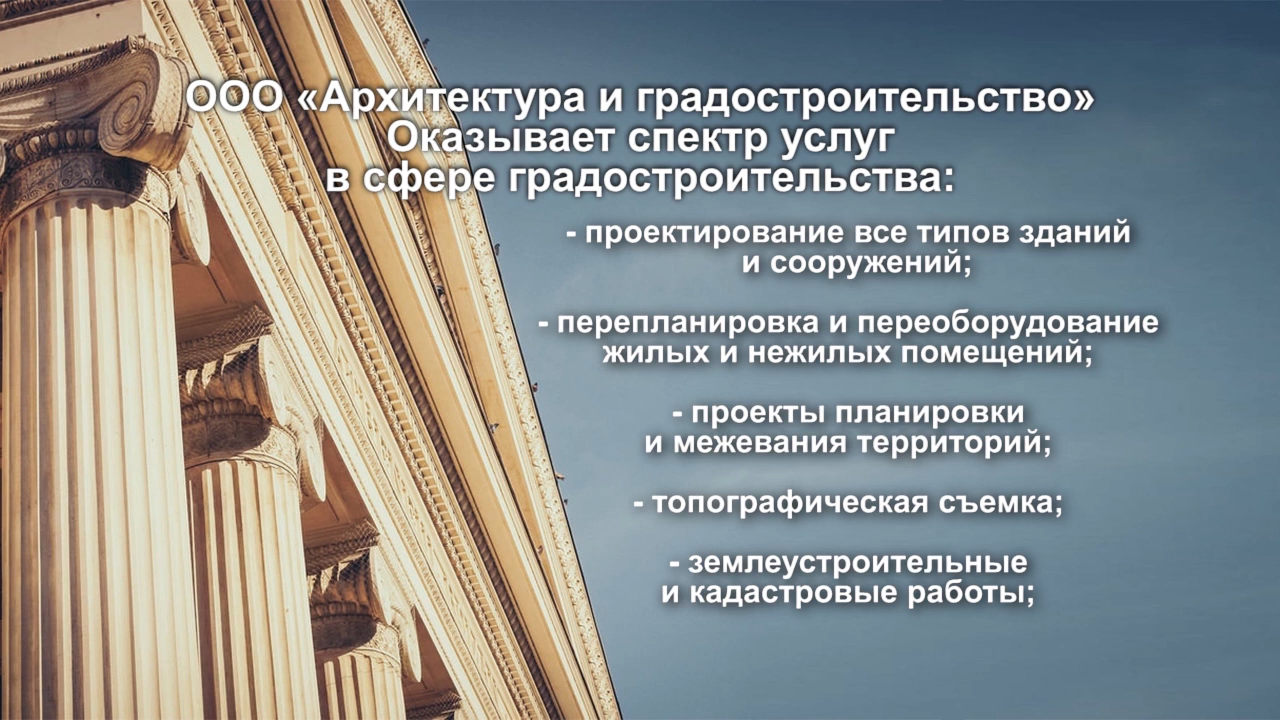 ООО «Архитектура и градостроительство»
Оказывает спектр услуг
в сфере градостроительства:
- проектирование все типов зданий
и сооружений;
- перепланировка и переоборудование
жилых и нежилых помещений;
- проекты планировки
и межевания территорий;
- топографическая съемка;
- землеустроительные
и кадастровые работы;